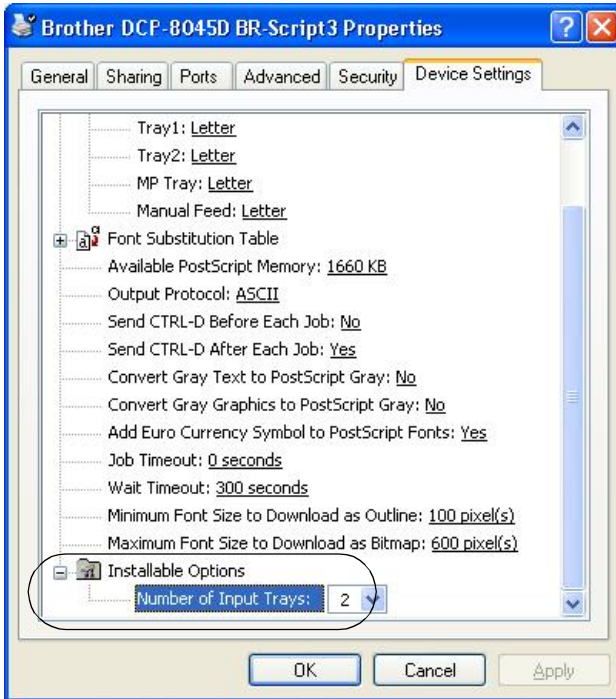 Brother DCP-8045D BR-Script3 Properties
General Sharing Ports Advanced Security Device Settings
Tray1: Letter
Tray2: Letter
MP Tray: Letter
Manual Feed: Letter
Font Substitution Table
Available PostScript Memory: 1660 KB
Output Protocol: ASCII
Send CTRL-D Before Each Job: No
Send CTRL-D After Each Job: Yes
Convert Gray Text to PostScript Gray: No
Convert Gray Graphics to PostScript Gray: No
Add Euro Currency Symbol to PostScript Fonts: Yes
Job Timeout: 0 seconds
Wait Timeout: 300 seconds
Minimum Font Size to Download as Outline: 100 pixel(s)
Maximum Font Size to Download as Bitmap: 600 pixel(s)
Installable Options
Number of Input Trays: 2
OK Cancel Apply